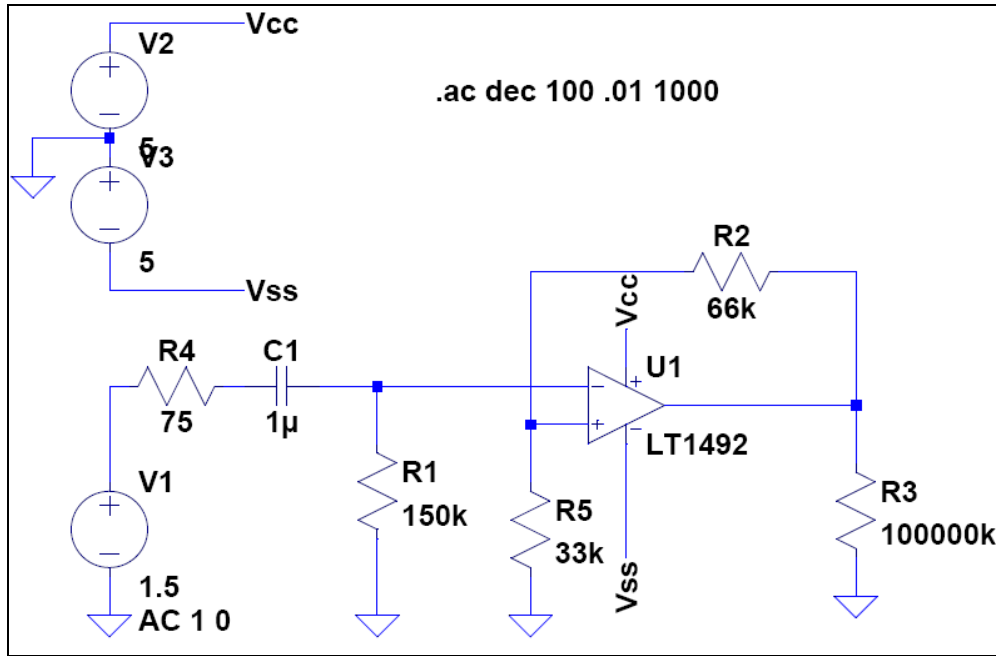 Vcc
V2
.ac dec 100 .01 1000
5
V3
5
Vss
R2
66k
Vcc
R4
75
C1
1µ
U1
LT1492
V1
1.5
AC 1 0
R1
150k
R5
33k
Vss
R3
100000k